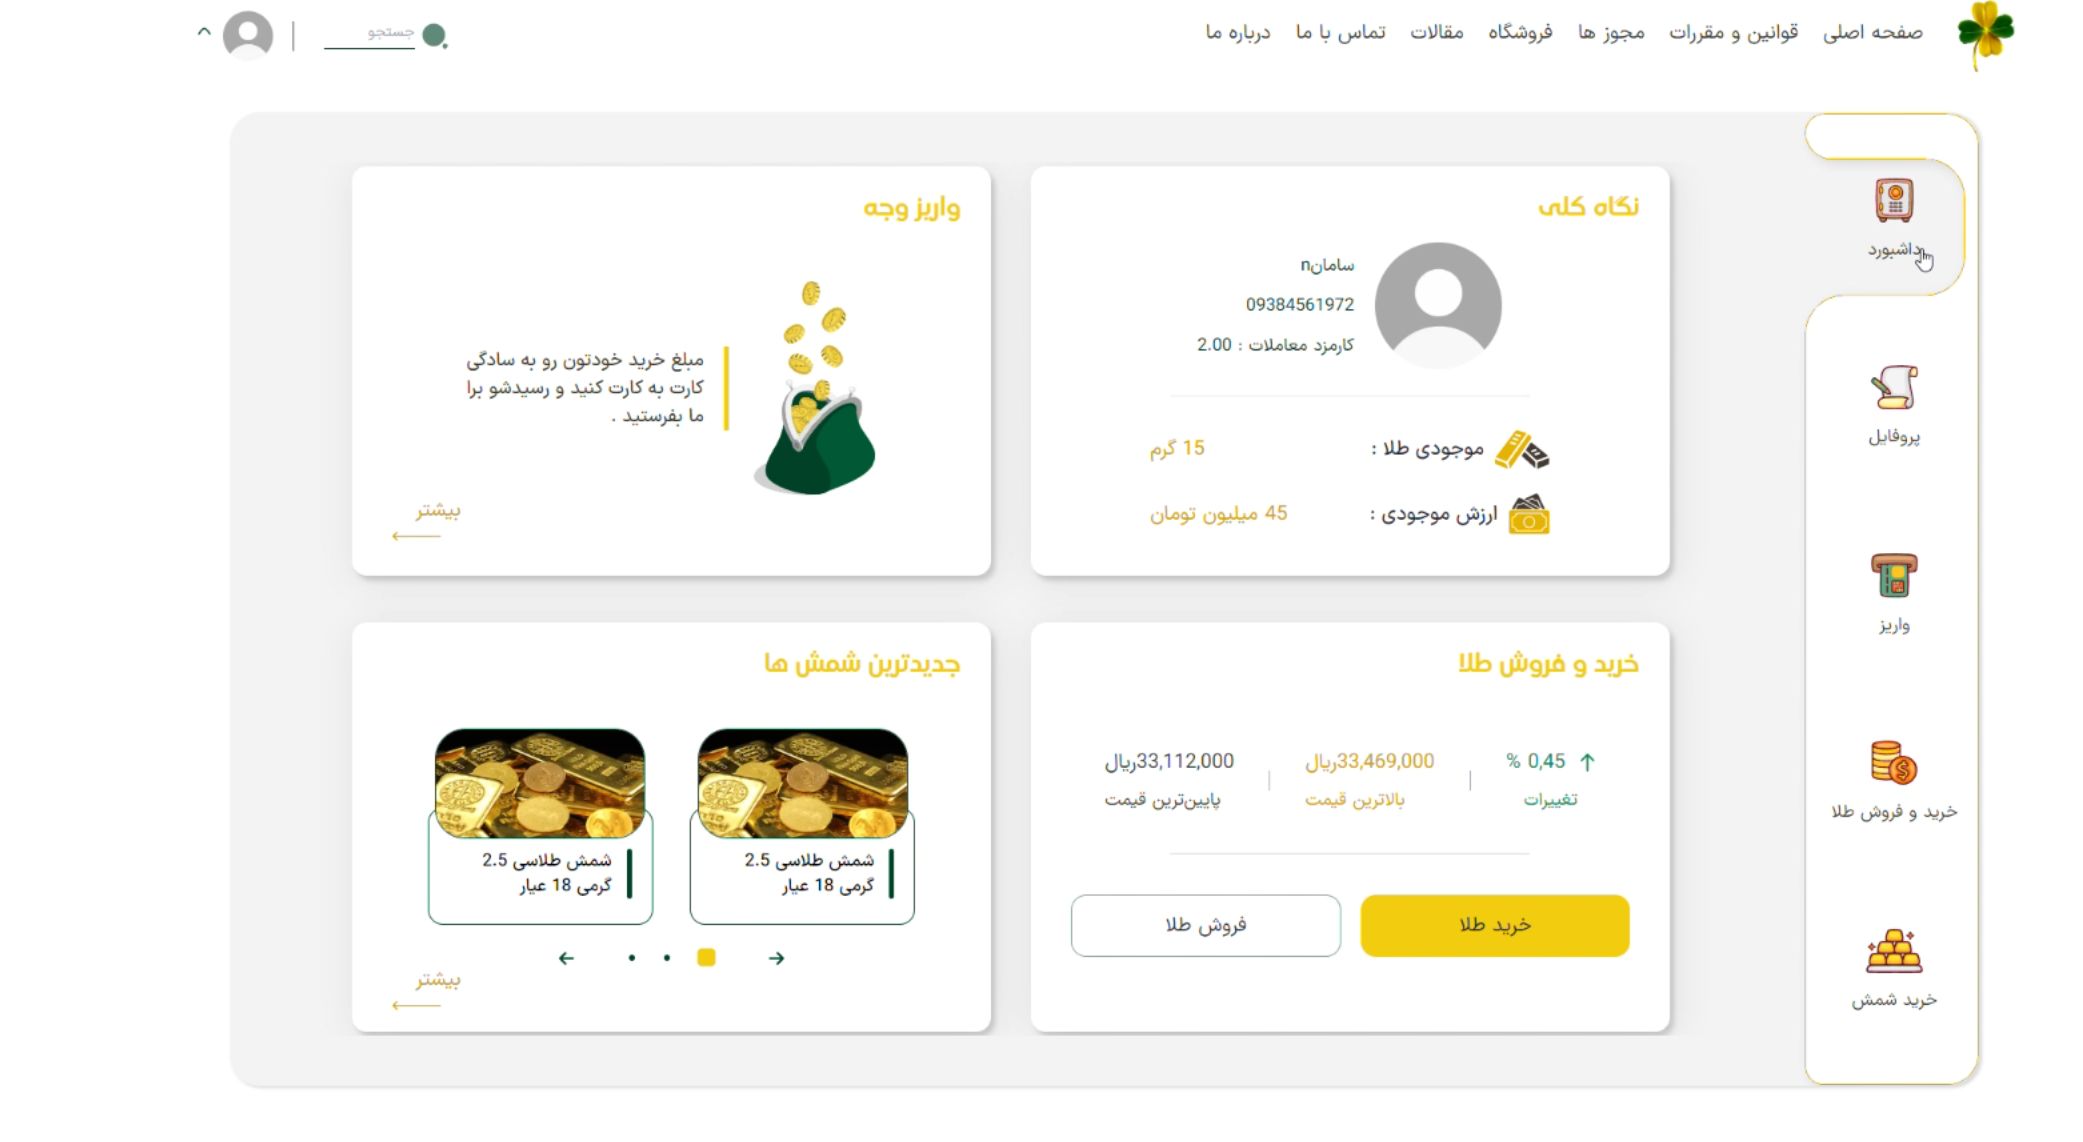 صفحه اصلی
قوانین و مقررات
مجوز ها
فروشگاه
مقالات
تماس با ما
درباره ما
جستجو
داشبورد
پروفایل
واریز
خرید و فروش طلا
خرید شمش
نگاه کلی
سامانn
09384561972
کارمزد معاملات : 2.00
موجودی طلا :
15 گرم
ارزش موجودی :
45 میلیون تومان
واریز وجه
مبلغ خرید خودتون رو به سادگی
کارت به کارت کنید و رسیدشو برا
ما بفرستید .
بیشتر
خرید و فروش طلا
% 0,45
تغییرات
33,469,000ریال
بالاترین قیمت
33,112,000ریال
پایین‌ترین قیمت
خرید طلا
فروش طلا
جدیدترین شمش ها
شمش طلاسی 2.5
گرمی 18 عیار
شمش طلاسی 2.5
گرمی 18 عیار
بیشتر